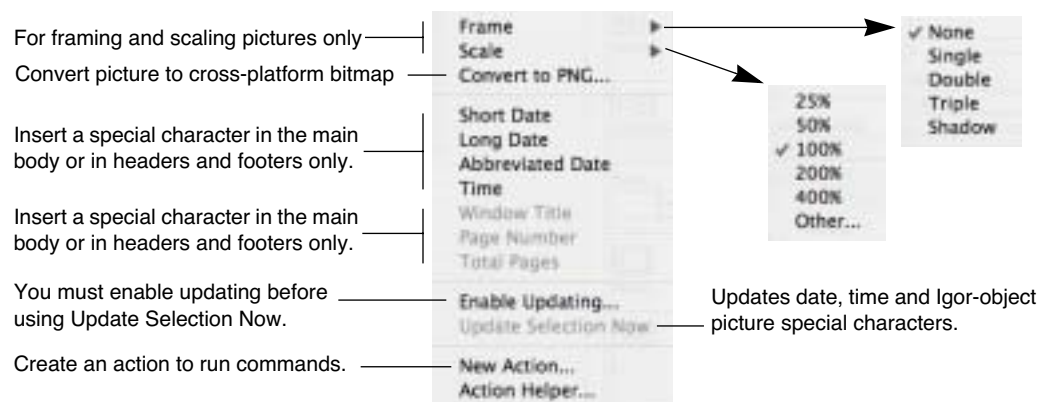 For framing and scaling pictures only
Convert picture to cross-platform bitmap
Insert a special character in the main
body or in headers and footers only.
Insert a special character in the main
body or in headers and footers only.
You must enable updating before
using Update Selection Now.
Create an action to run commands.
Frame
Scale
Convert to PNG...
Short Date
Long Date
Abbreviated Date
Time
Window Title
Page Number
Total Pages
Enable Updating...
Update Selection Now
New Action...
Action Helper...
25%
50%
✓ 100%
200%
400%
Other...
✓ None
Single
Double
Triple
Shadow
Updates date, time and Igor-object
picture special characters.